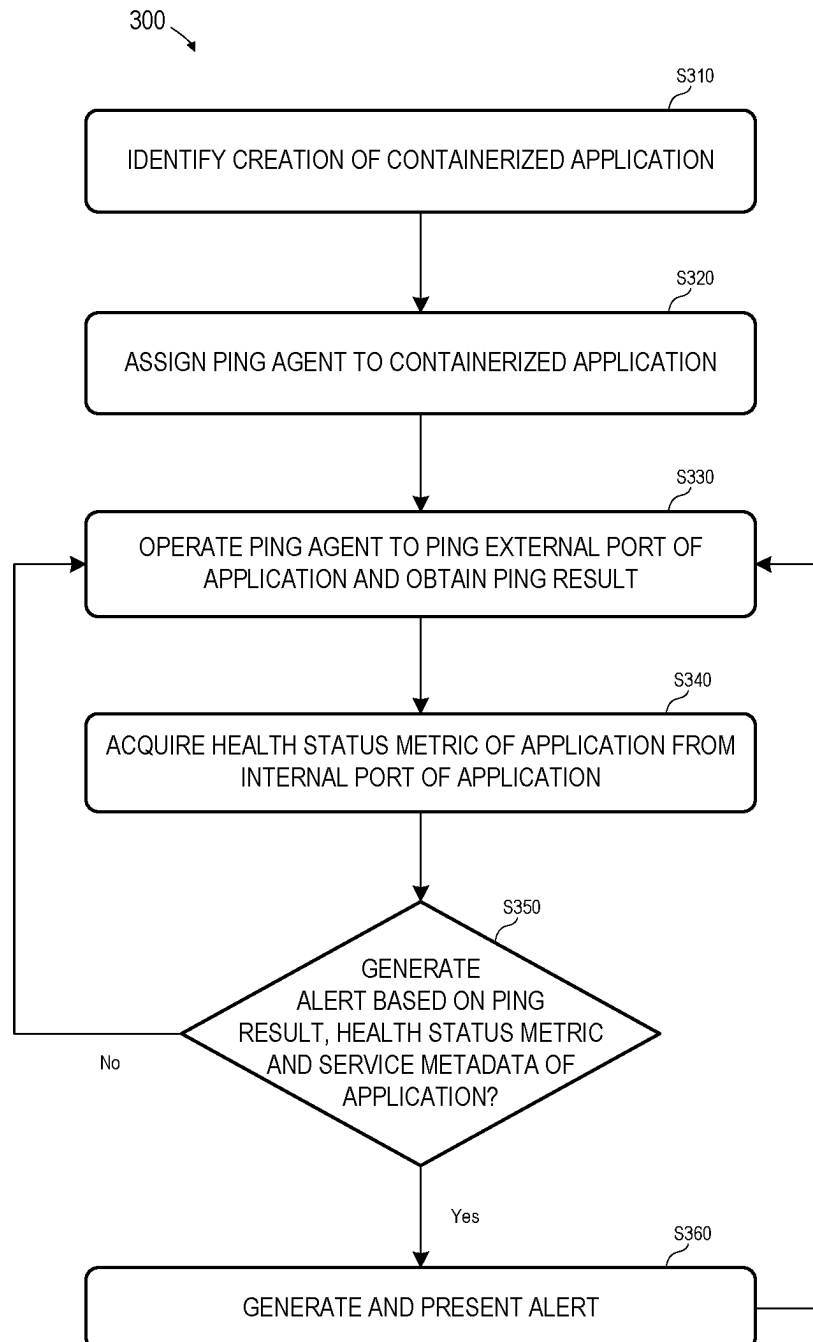 300
S310
IDENTIFY CREATION OF CONTAINERIZED APPLICATION
S320
ASSIGN PING AGENT TO CONTAINERIZED APPLICATION
S330
OPERATE PING AGENT TO PING EXTERNAL PORT OF
APPLICATION AND OBTAIN PING RESULT
S340
ACQUIRE HEALTH STATUS METRIC OF APPLICATION FROM
INTERNAL PORT OF APPLICATION
S350
GENERATE
ALERT BASED ON PING
RESULT, HEALTH STATUS METRIC
AND SERVICE METADATA OF
APPLICATION?
No
Yes
S360
GENERATE AND PRESENT ALERT